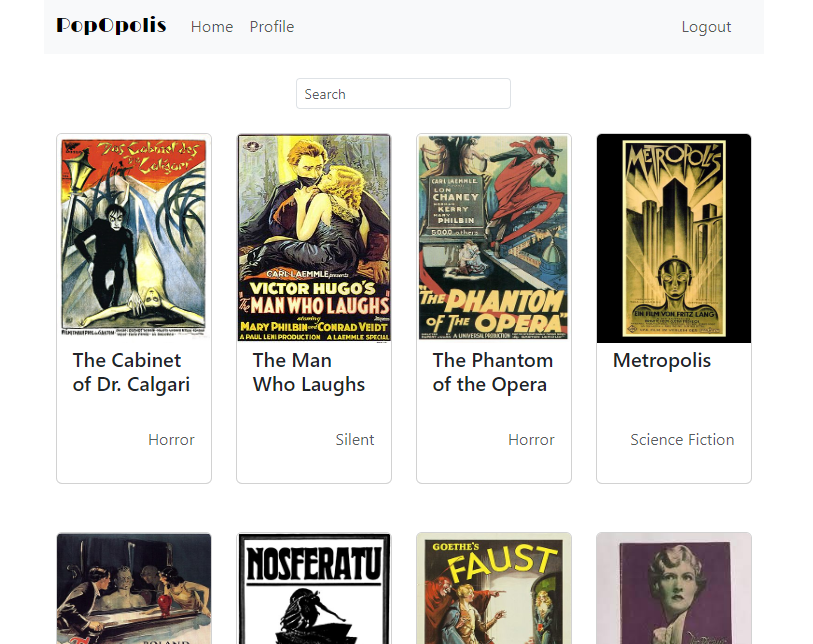 PopOpolis Home Profile Logout
Search
Das Cabinet des
Dr. Caligari
CARL LAEMMLE presents
VICTOR HUGO'S
"The MAN WHO LAUGHS"
starring
MARY PHILBIN and CONRAD VEIDT
A PAUL LENI PRODUCTION A LAEMMLE SPECIAL
CARL LAEMMLE
LON
CHANEY
NORMAN
KERRY
MARY
PHILBIN
5000 others
"THE PHANTOM
OF THE OPERA"
A UNIVERSAL PRODUCTION
METROPOLIS
EIN FILM VON FRITZ LANG
The Cabinet
of Dr. Calgari
The Man
Who Laughs
The Phantom
of the Opera
Metropolis
Horror
Silent
Horror
Science Fiction
NOSFERATU
GOETHE'S
FAUST